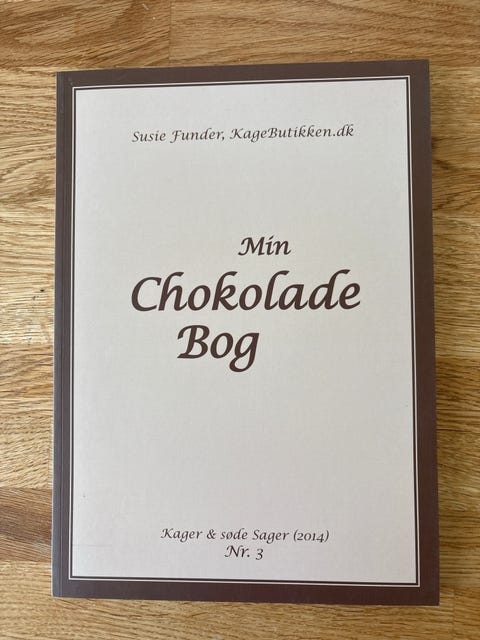 Susie Funder, KageButikken.dk
Min
Chokolade
Bog
Kager & søde Sager (2014)
Nr. 3